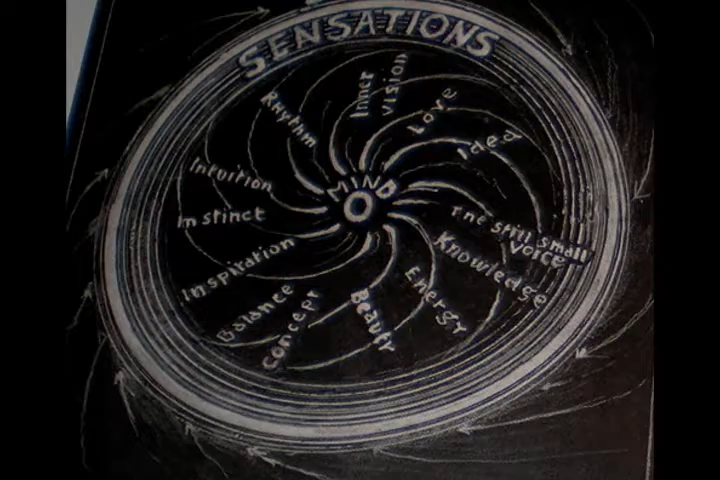 SENSATIONS
Inner
vision
Love
Idea
Rhythm
Intuition
Instinct
MIND
The still small
voice
Knowledge
Inspiration
Energy
Balance
Concept
Beauty